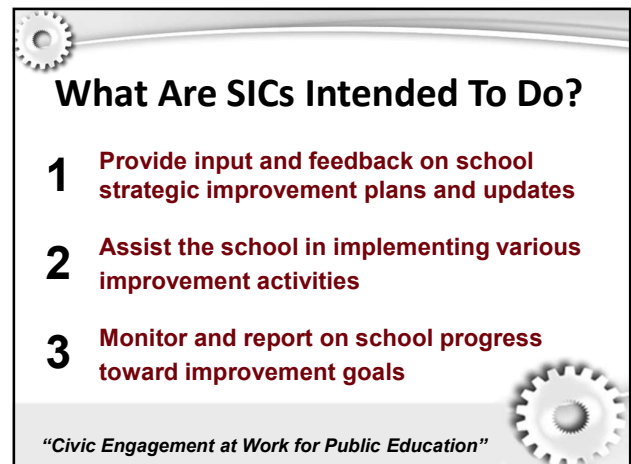 What Are SICs Intended To Do?
1 Provide input and feedback on school
strategic improvement plans and updates
2 Assist the school in implementing various
improvement activities
3 Monitor and report on school progress
toward improvement goals
“Civic Engagement at Work for Public Education”